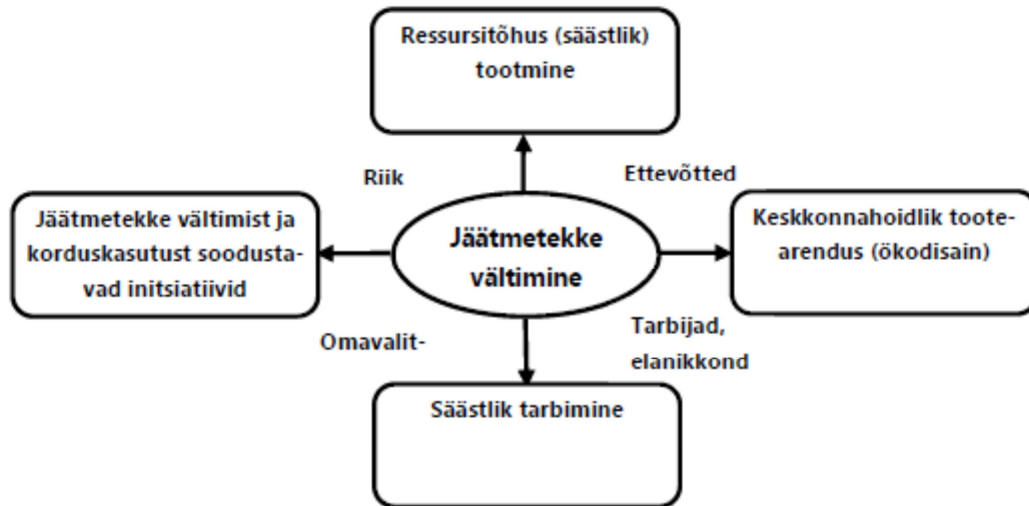 Ressursitõhus (säästlik)
tootmine
Riik
Ettevõtted
Jäätmetekke vältimist ja
korduskasutust soodusta-
vad initsiatiivid
Jäätmetekke
vältimine
Keskkonnahoidlik toote-
arendus (ökodisain)
Omavalit-
Tarbijad,
elanikkond
Säästlik tarbimine